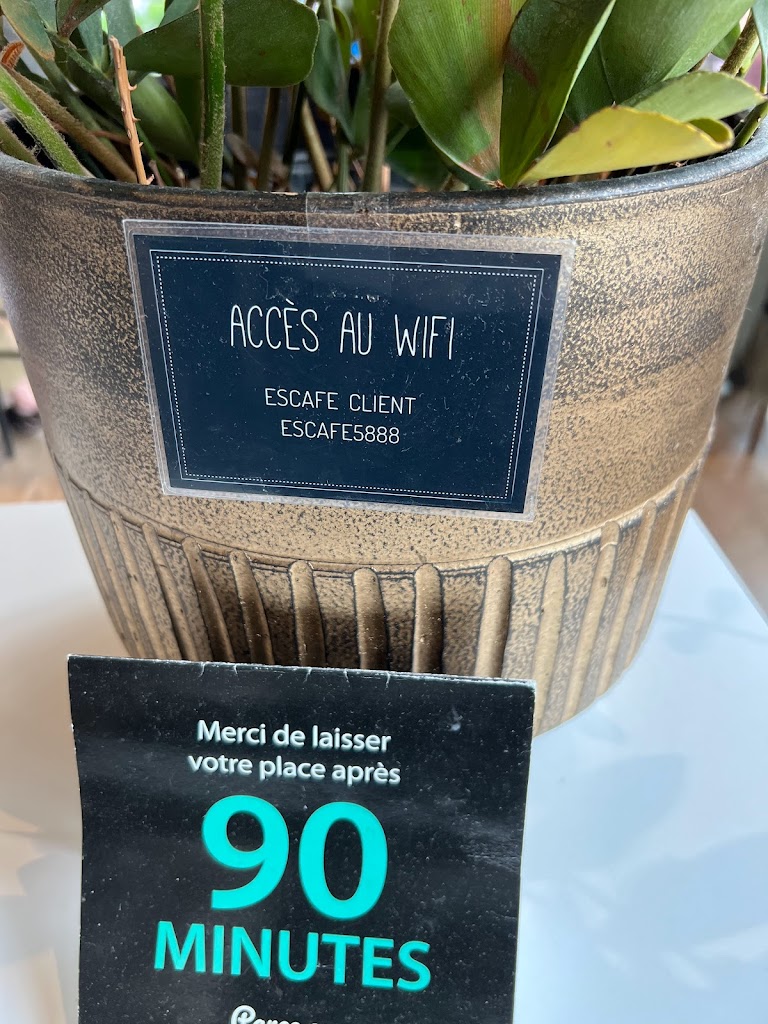 ACCÈS AU WIFI
ESCAFE CLIENT
ESCAFE5888
Merci de laisser
votre place après
90
MINUTES